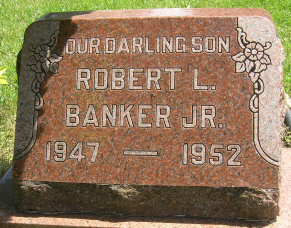 OUR DARLING SON
ROBERT L.
BANKER JR.
1947 — 1952